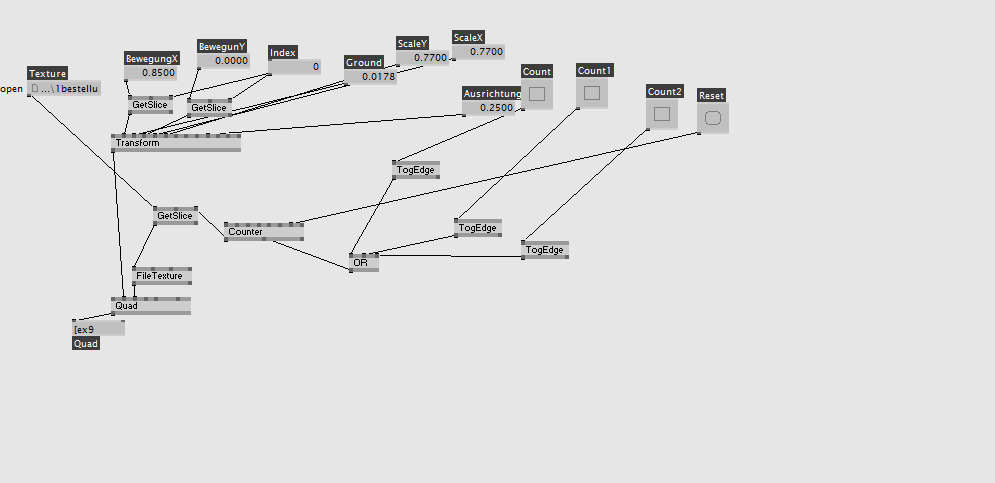 BewegungX
0.8500
BewegunY
0.0000
Index
0
Ground
0.0178
ScaleY
0.7700
ScaleX
0.7700
Texture
open
...\1bestellu
GetSlice
GetSlice
Ausrichtung
0.2500
Count
Count1
Count2
Reset
Transform
TogEdge
GetSlice
Counter
TogEdge
TogEdge
OR
FileTexture
Quad
[ex9
Quad